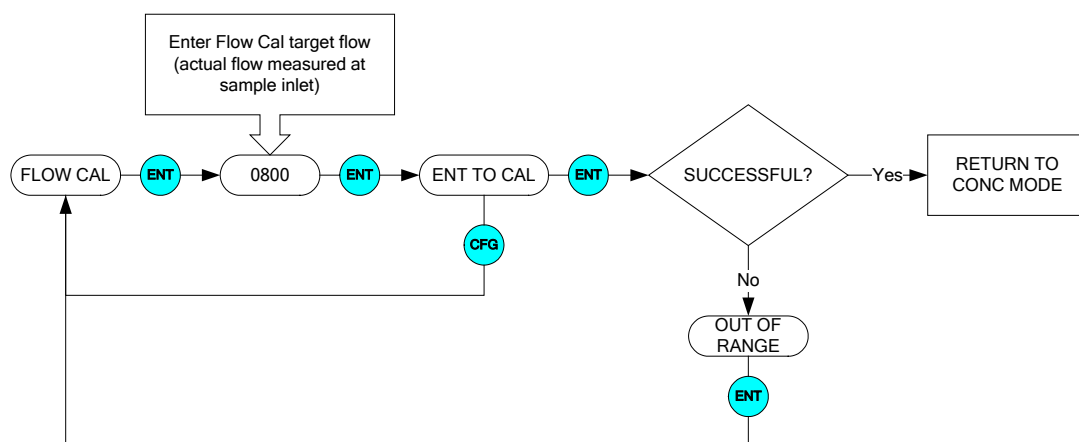 Enter Flow Cal target flow
(actual flow measured at
sample inlet)
FLOW CAL
ENT
0800
ENT
ENT TO CAL
ENT
SUCCESSFUL?
Yes
RETURN TO
CONC MODE
CFG
No
OUT OF
RANGE
ENT